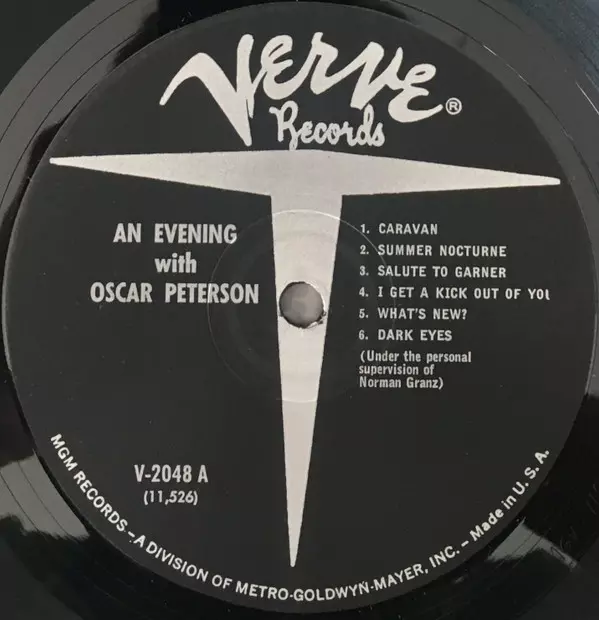 VERVE®
Records
AN EVENING
with
OSCAR PETERSON
1. CARAVAN
2. SUMMER NOCTURNE
3. SALUTE TO GARNER
4. I GET A KICK OUT OF YOU
5. WHAT'S NEW?
6. DARK EYES
(Under the personal
supervision of
Norman Granz)
V-2048 A
(11,526)
MGM RECORDS – A DIVISION OF METRO-GOLDWYN-MAYER, INC. – Made in U. S. A.